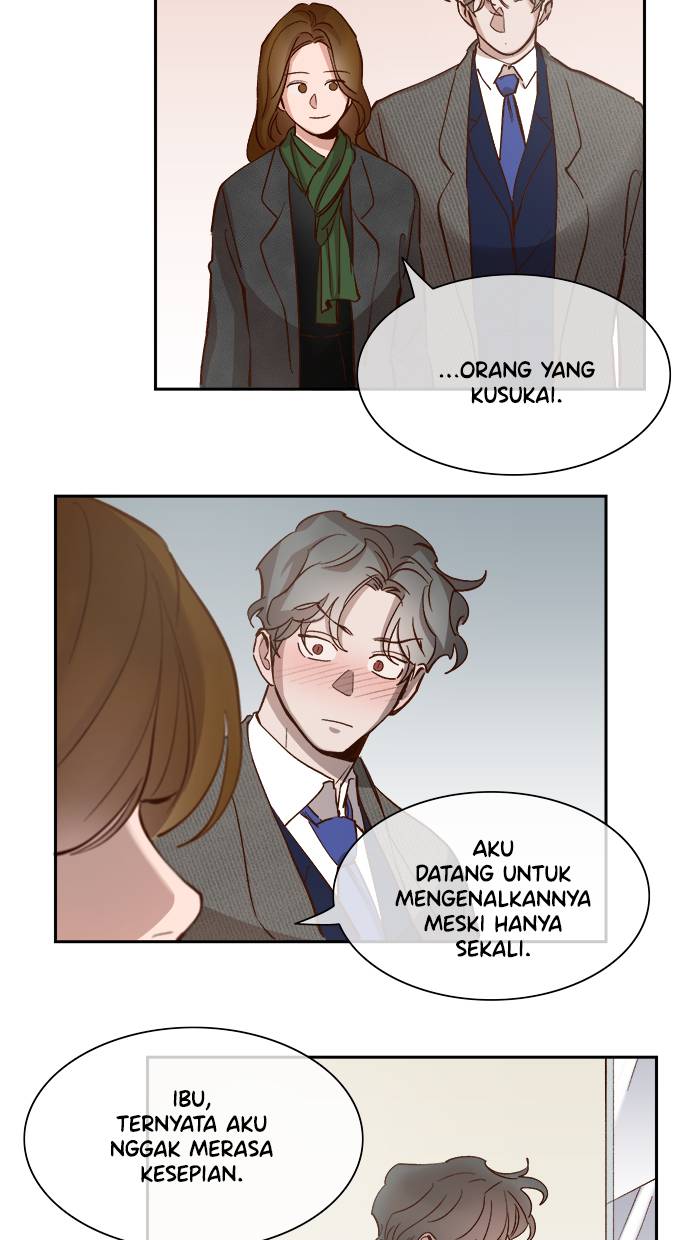 ...ORANG YANG
KUSUKAI.
AKU
DATANG UNTUK
MENGENALKANNYA
MESKI HANYA
SEKALI.
IBU,
TERNYATA AKU
NGGAK MERASA
KESEPIAN.